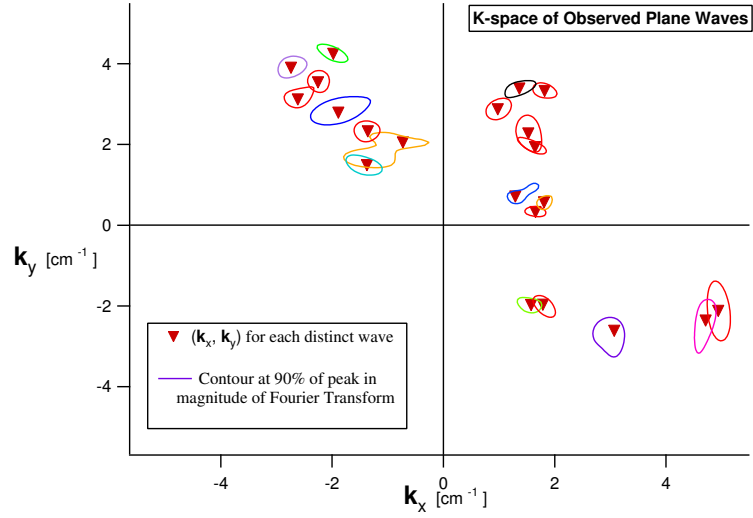 K-space of Observed Plane Waves
4
2
0
-2
-4
k_y [cm^-1]
(k_x, k_y) for each distinct wave
Contour at 90% of peak in
magnitude of Fourier Transform
-4
-2
0
2
4
k_x [cm^-1]